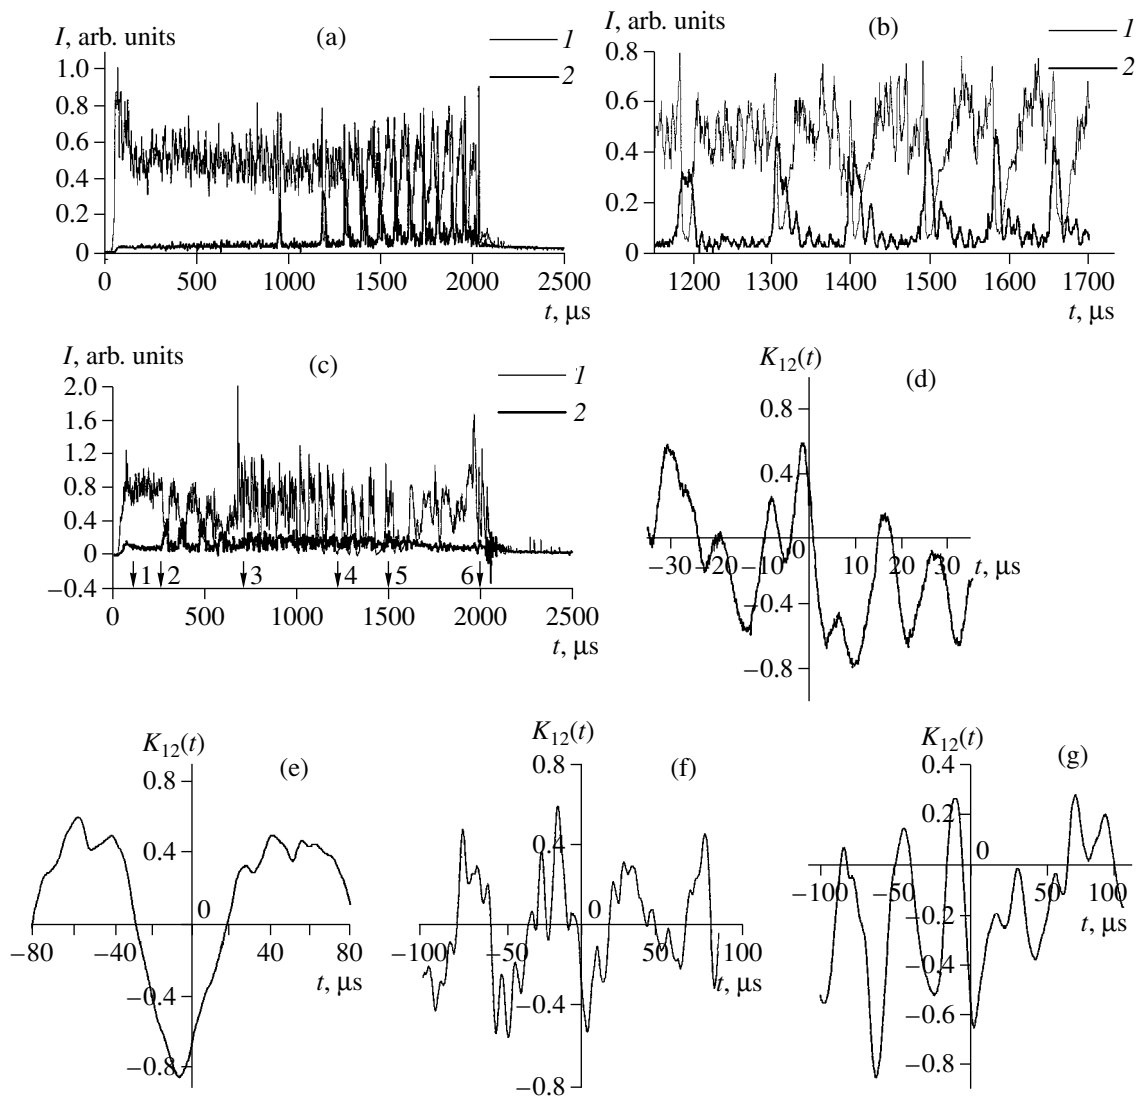 I, arb. units
(a)
1
2
1.0
0.8
0.6
0.4
0.2
0
0 500 1000 1500 2000 2500
t, μs
I, arb. units
(b)
1
2
0.8
0.6
0.4
0.2
0
1200 1300 1400 1500 1600 1700
t, μs
I, arb. units
(c)
1
2
2.0
1.6
1.2
0.8
0.4
0
−0.4
1 2 3 4 5 6
0 500 1000 1500 2000 2500
t, μs
K12(t)
(d)
0.8
0.4
0
−30 −20 −10 10 20 30 t, μs
−0.4
−0.8
K12(t)
(e)
0.8
0.4
0
−80 −40 40 80
t, μs
−0.4
−0.8
K12(t)
(f)
0.8
0.4
0
−100 −50 50 100
t, μs
−0.4
−0.8
K12(t)
(g)
0.4
0.2
0
−100 −50 50 100
t, μs
−0.2
−0.4
−0.6
−0.8